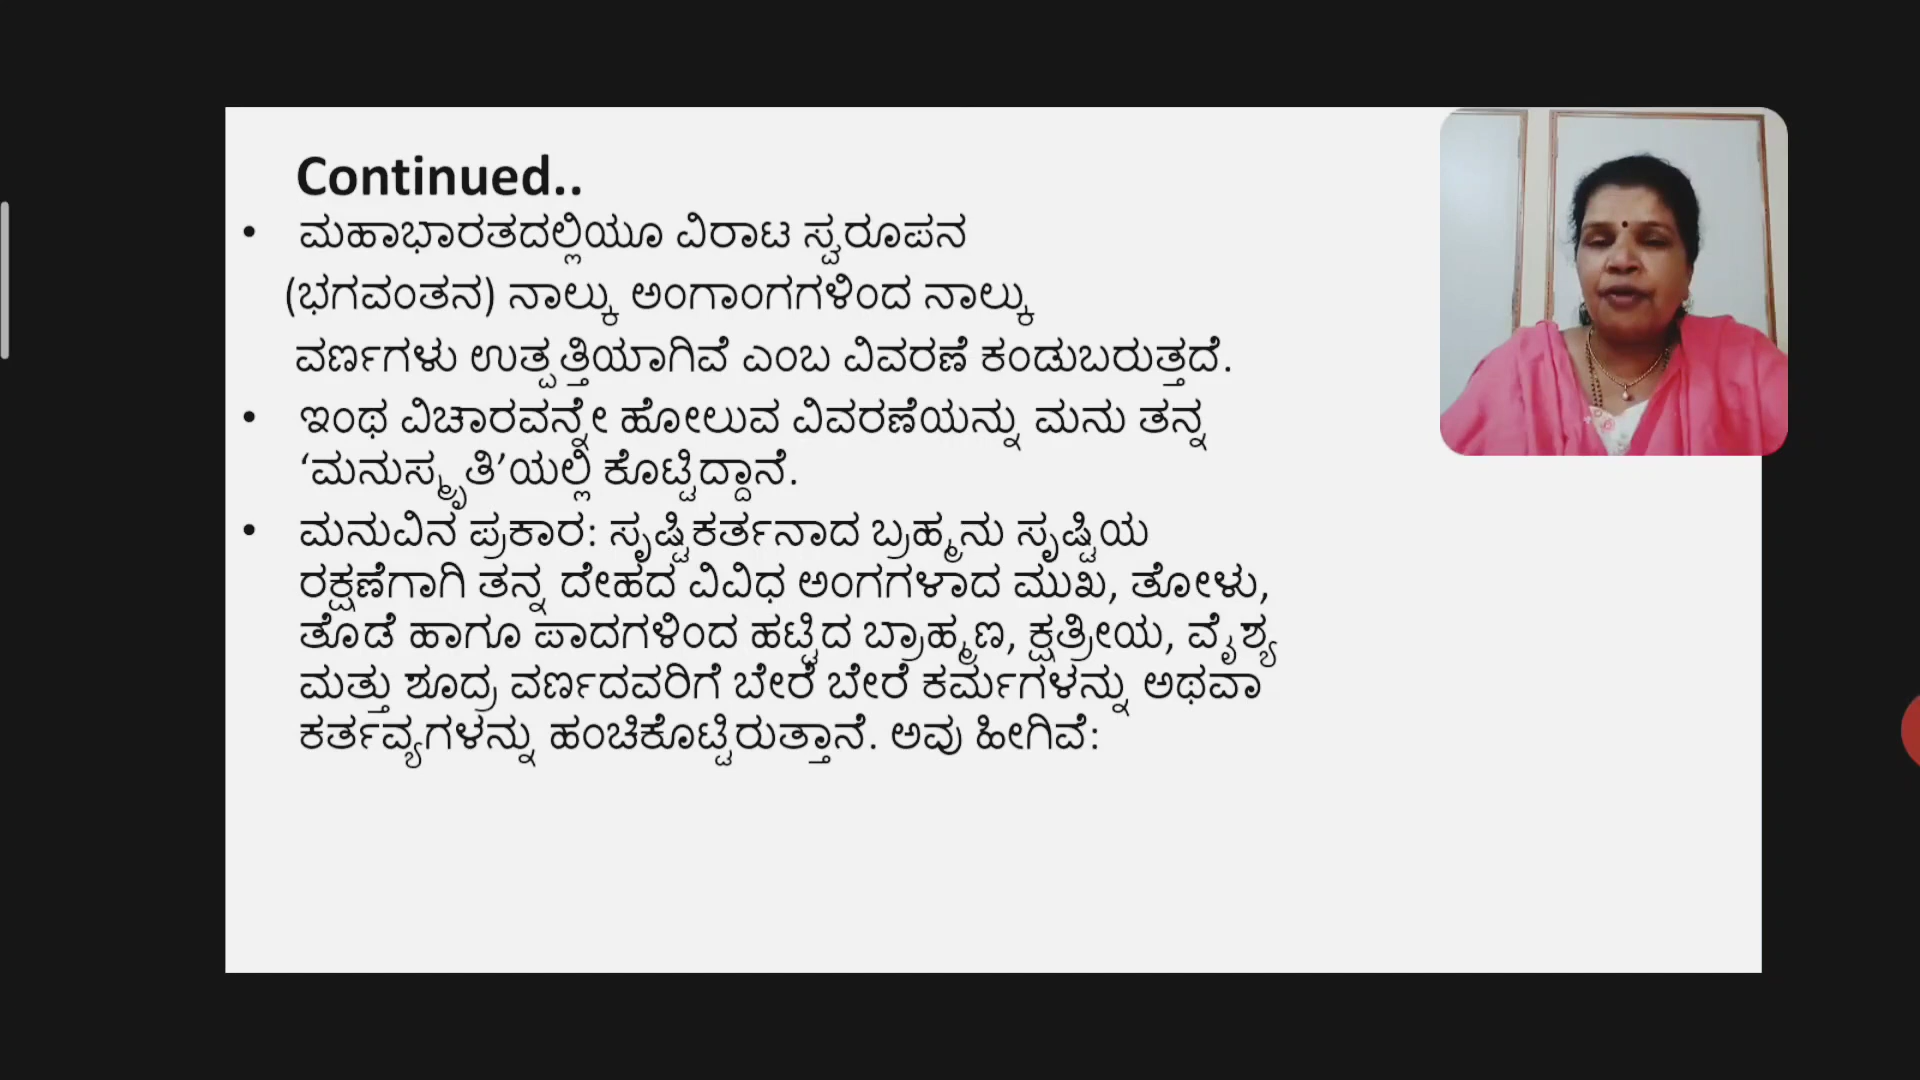 Continued..
• ಮಹಾಭಾರತದಲ್ಲಿಯೂ ವಿರಾಟ ಸ್ವರೂಪನ
(ಭಗವಂತನ) ನಾಲ್ಕು ಅಂಗಾಂಗಗಳಿಂದ ನಾಲ್ಕು
ವರ್ಣಗಳು ಉತ್ಪತ್ತಿಯಾಗಿವೆ ಎಂಬ ವಿವರಣೆ ಕಂಡುಬರುತ್ತದೆ.
• ಇಂಥ ವಿಚಾರವನ್ನೇ ಹೋಲುವ ವಿವರಣೆಯನ್ನು ಮನು ತನ್ನ
‘ಮನುಸ್ಮೃತಿ’ಯಲ್ಲಿ ಕೊಟ್ಟಿದ್ದಾನೆ.
• ಮನುವಿನ ಪ್ರಕಾರ: ಸೃಷ್ಟಿಕರ್ತನಾದ ಬ್ರಹ್ಮನು ಸೃಷ್ಟಿಯ
ರಕ್ಷಣೆಗಾಗಿ ತನ್ನ ದೇಹದ ವಿವಿಧ ಅಂಗಗಳಾದ ಮುಖ, ತೋಳು,
ತೊಡೆ ಹಾಗೂ ಪಾದಗಳಿಂದ ಹಟ್ಟಿದ ಬ್ರಾಹ್ಮಣ, ಕ್ಷತ್ರೀಯ, ವೈಶ್ಯ
ಮತ್ತು ಶೂದ್ರ ವರ್ಣದವರಿಗೆ ಬೇರೆ ಬೇರೆ ಕರ್ಮಗಳನ್ನು ಅಥವಾ
ಕರ್ತವ್ಯಗಳನ್ನು ಹಂಚಿಕೊಟ್ಟಿರುತ್ತಾನೆ. ಅವು ಹೀಗಿವೆ: